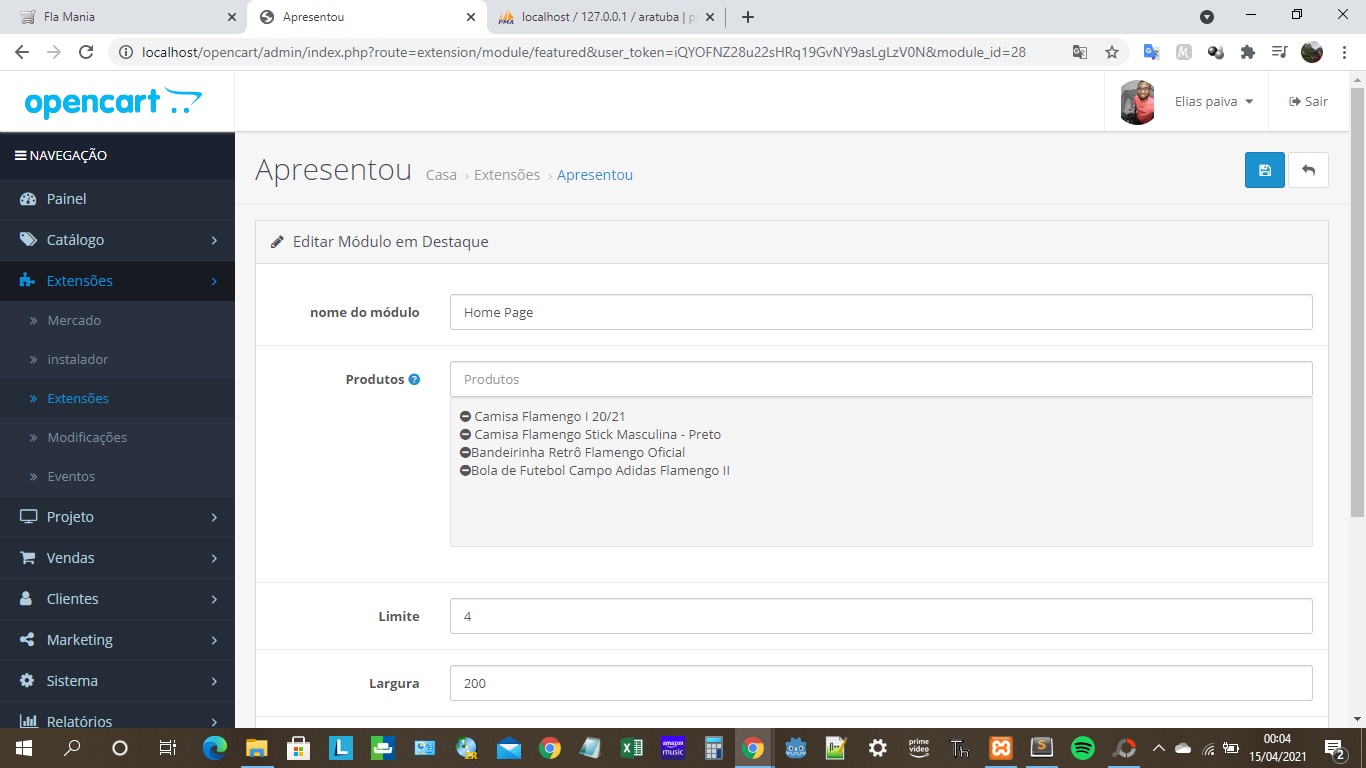 Fla Mania
Apresentou
localhost / 127.0.0.1 / aratuba | p
localhost/opencart/admin/index.php?route=extension/module/featured&user_token=iQYOFNZ28u22sHRq19GvNY9asLgLzV0N&module_id=28
opencart
Elias paiva
Sair
NAVEGAÇÃO
Apresentou
Casa › Extensões › Apresentou
Painel
Catálogo
Extensões
Mercado
instalador
Extensões
Modificações
Eventos
Projeto
Vendas
Clientes
Marketing
Sistema
Relatórios
Editar Módulo em Destaque
nome do módulo
Home Page
Produtos
Produtos
Camisa Flamengo I 20/21
Camisa Flamengo Stick Masculina - Preto
Bandeirinha Retrô Flamengo Oficial
Bola de Futebol Campo Adidas Flamengo II
Limite
4
Largura
200
00:04
15/04/2021
2